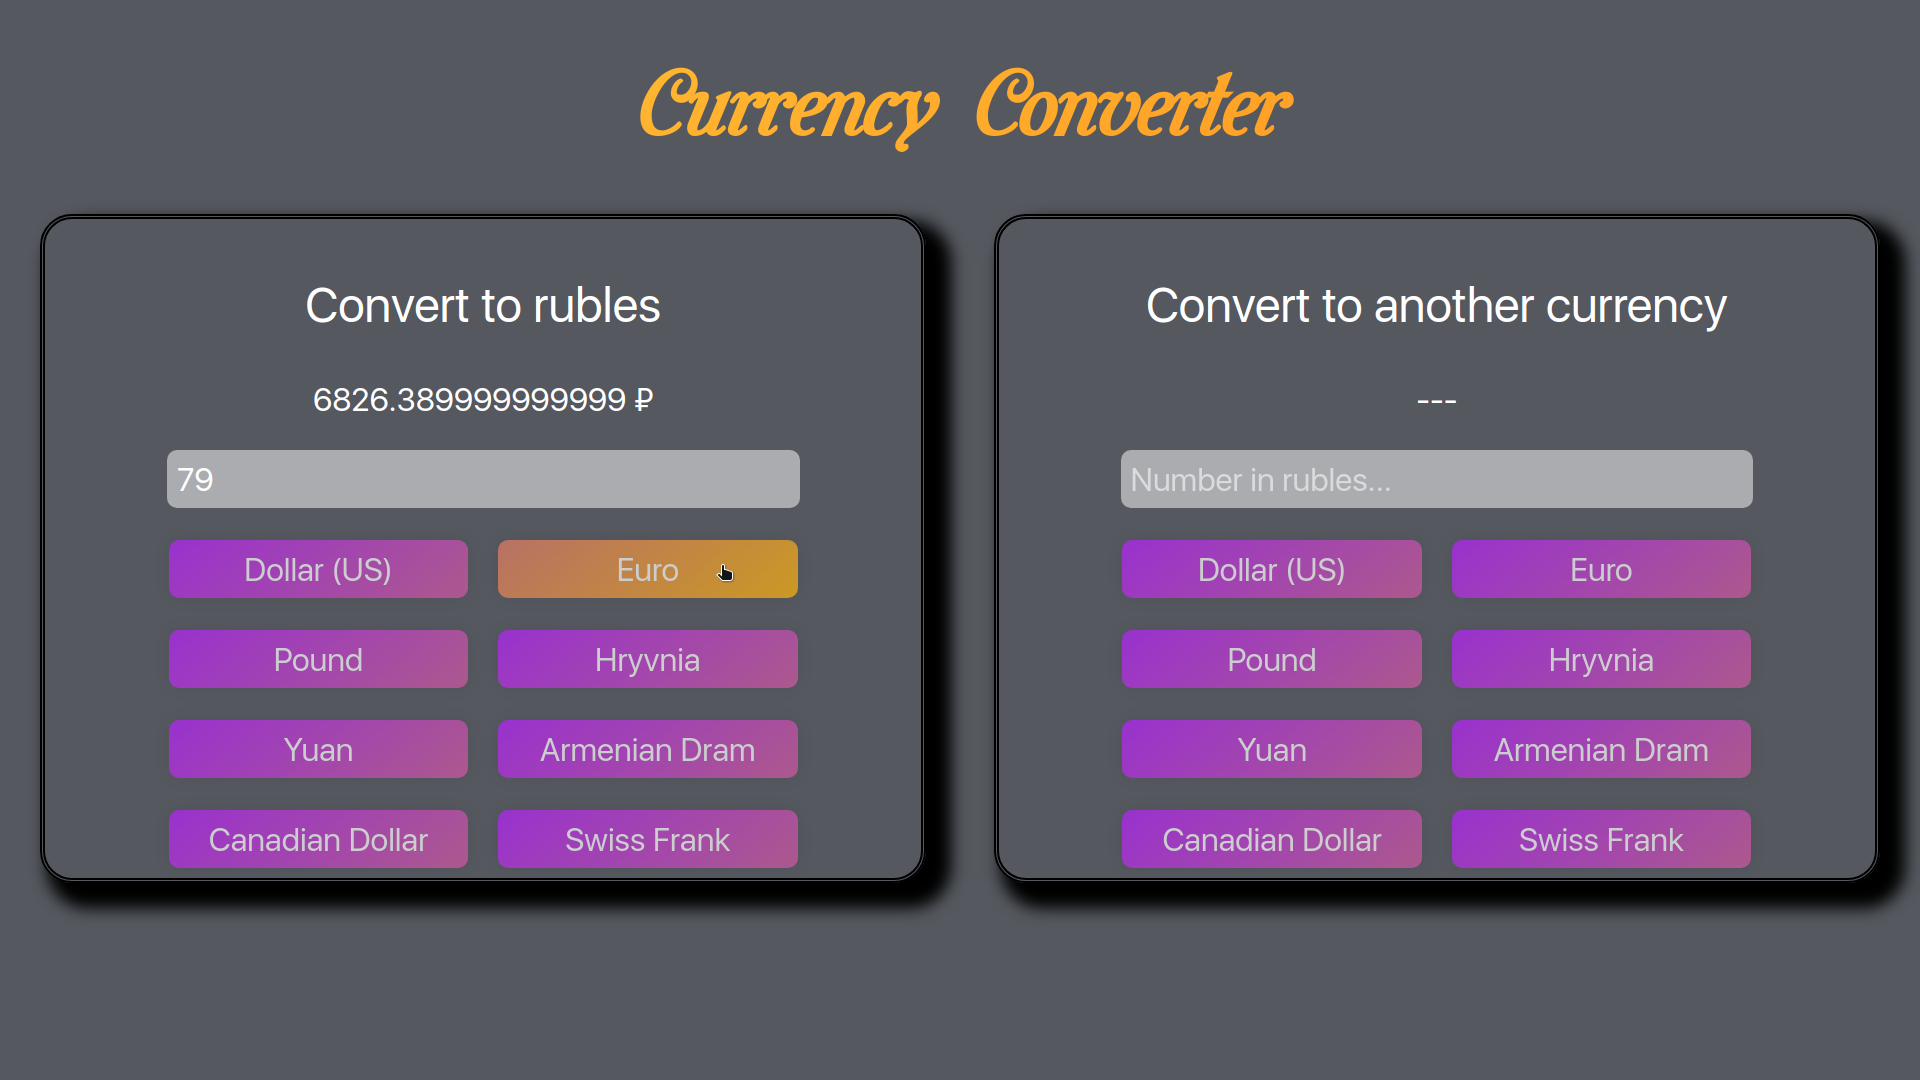 Currency Converter
Convert to rubles
6826.389999999999 ₽
79
Dollar (US)
Euro
Pound
Hryvnia
Yuan
Armenian Dram
Canadian Dollar
Swiss Frank
Convert to another currency
---
Number in rubles...
Dollar (US)
Euro
Pound
Hryvnia
Yuan
Armenian Dram
Canadian Dollar
Swiss Frank